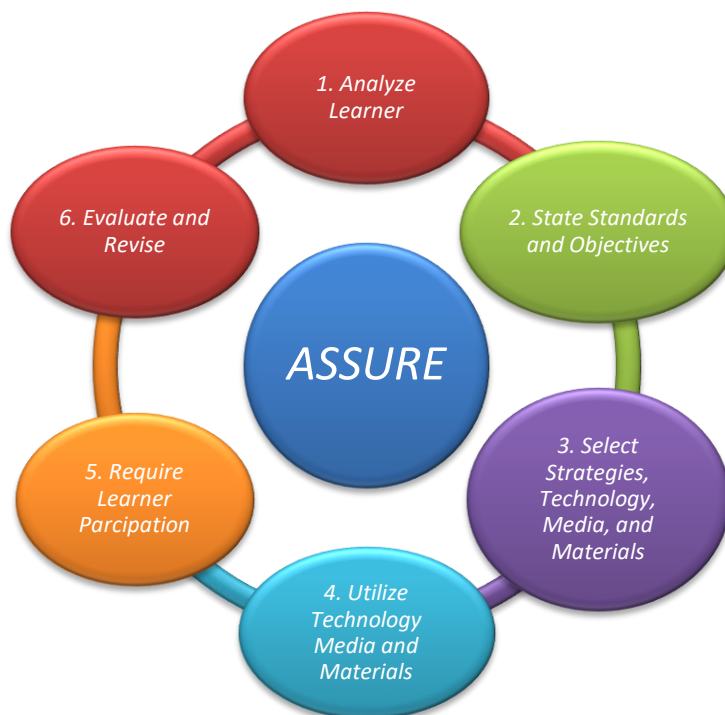 1. Analyze
Learner
2. State Standards
and Objectives
3. Select
Strategies,
Technology,
Media, and
Materials
4. Utilize
Technology
Media and
Materials
5. Require
Learner
Parcipation
6. Evaluate and
Revise
ASSURE